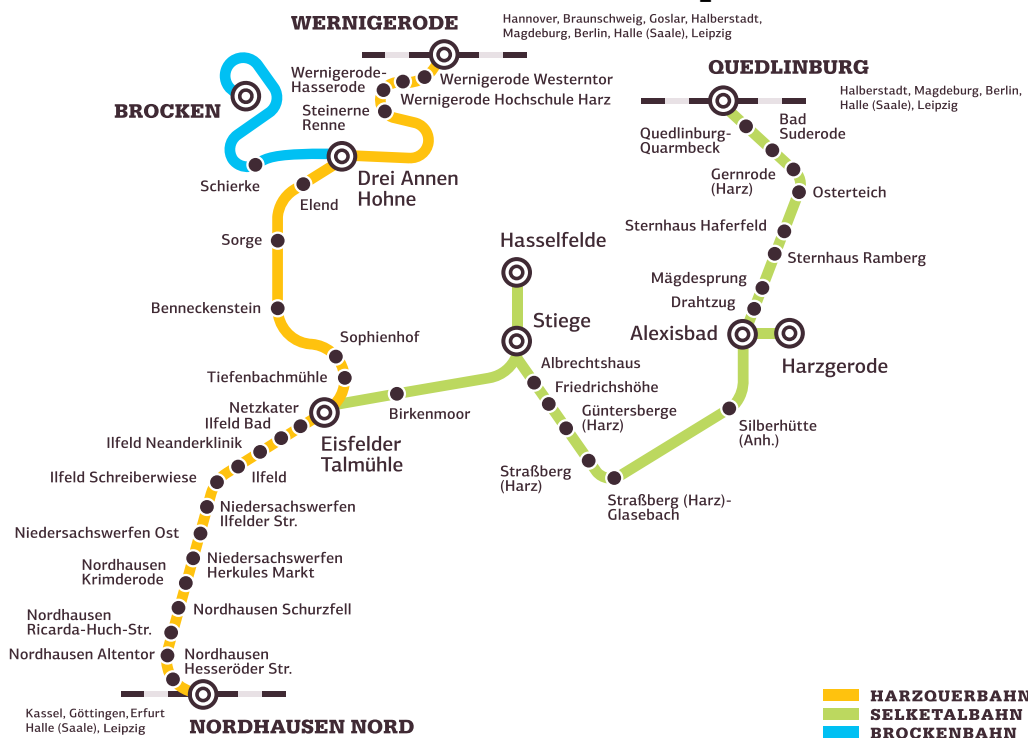 WERNIGERODE
Hannover, Braunschweig, Goslar, Halberstadt,
Magdeburg, Berlin, Halle (Saale), Leipzig
Wernigerode-
Hasserode
Wernigerode Westerntor
Wernigerode Hochschule Harz
Steinerne
Renne
BROCKEN
Schierke
Drei Annen
Hohne
Elend
Sorge
Benneckenstein
Sophienhof
Tiefenbachmühle
QUEDLINBURG
Halberstadt, Magdeburg, Berlin,
Halle (Saale), Leipzig
Quedlinburg-
Quarmbeck
Bad
Suderode
Gernrode
(Harz)
Osterteich
Sternhaus Haferfeld
Sternhaus Ramberg
Mägdesprung
Drahtzug
Alexisbad
Harzgerode
Hasselfelde
Stiege
Albrechtshaus
Friedrichshöhe
Güntersberge
(Harz)
Birkenmoor
Silberhütte
(Anh.)
Straßberg
(Harz)
Straßberg (Harz)-
Glasebach
Eisfelder
Talmühle
Netzkater
Ilfeld Bad
Ilfeld Neanderklinik
Ilfeld
Ilfeld Schreiberwiese
Niedersachswerfen
Ilfelder Str.
Niedersachswerfen Ost
Niedersachswerfen
Herkules Markt
Nordhausen
Krimderode
Nordhausen Schurzfell
Nordhausen
Ricarda-Huch-Str.
Nordhausen Altentor
Nordhausen
Hesseröder Str.
Kassel, Göttingen, Erfurt
Halle (Saale), Leipzig
NORDHAUSEN NORD
HARZQUERBAHN
SELKETALBAHN
BROCKENBAHN